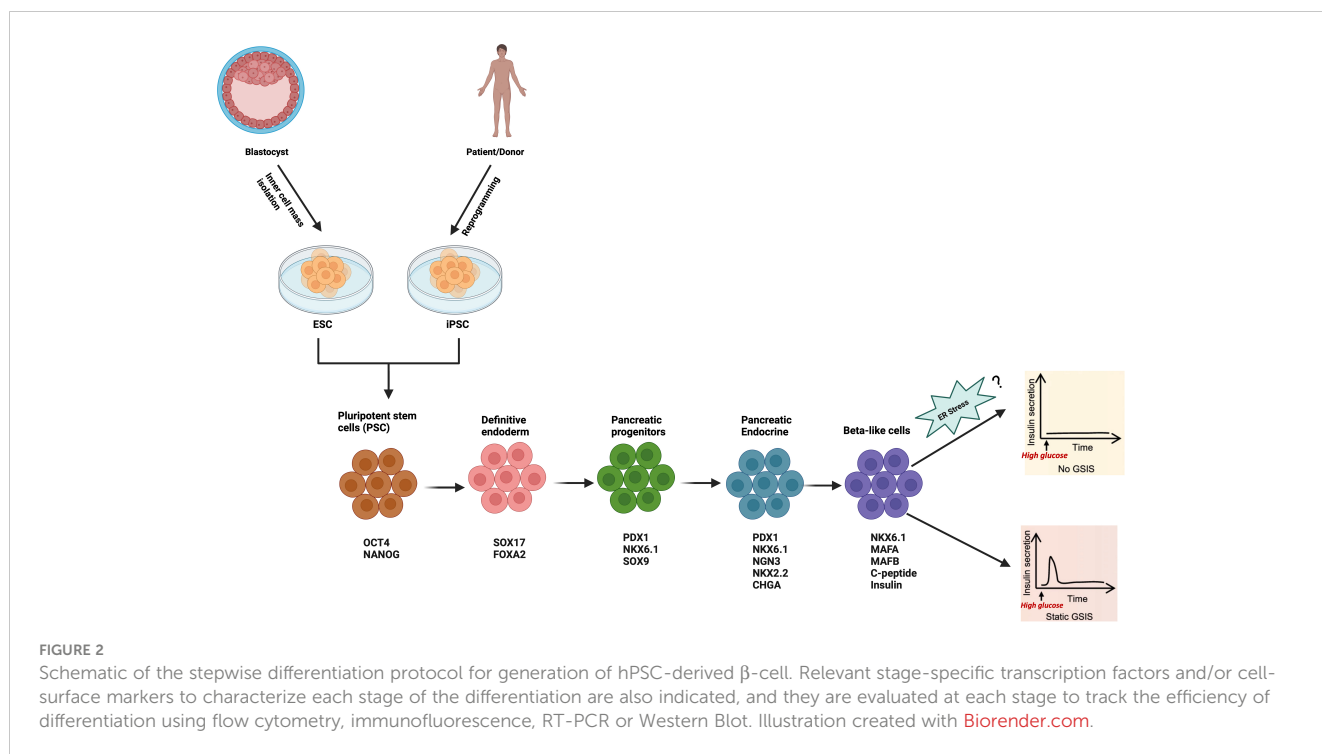 Blastocyst
Patient/Donor
Inner cell mass
isolation
Reprogramming
ESC
iPSC
Pluripotent stem
cells (PSC)
Definitive
endoderm
Pancreatic
progenitors
Pancreatic
Endocrine
Beta-like cells
ER Stress
?
Insulin secretion
Time
High glucose
No GSIS
OCT4
NANOG
SOX17
FOXA2
PDX1
NKX6.1
SOX9
PDX1
NKX6.1
NGN3
NKX2.2
CHGA
NKX6.1
MAFA
MAFB
C-peptide
Insulin
Insulin secretion
Time
High glucose
Static GSIS
FIGURE 2
Schematic of the stepwise differentiation protocol for generation of hPSC-derived β-cell. Relevant stage-specific transcription factors and/or cell-
surface markers to characterize each stage of the differentiation are also indicated, and they are evaluated at each stage to track the efficiency of
differentiation using flow cytometry, immunofluorescence, RT-PCR or Western Blot. Illustration created with Biorender.com.